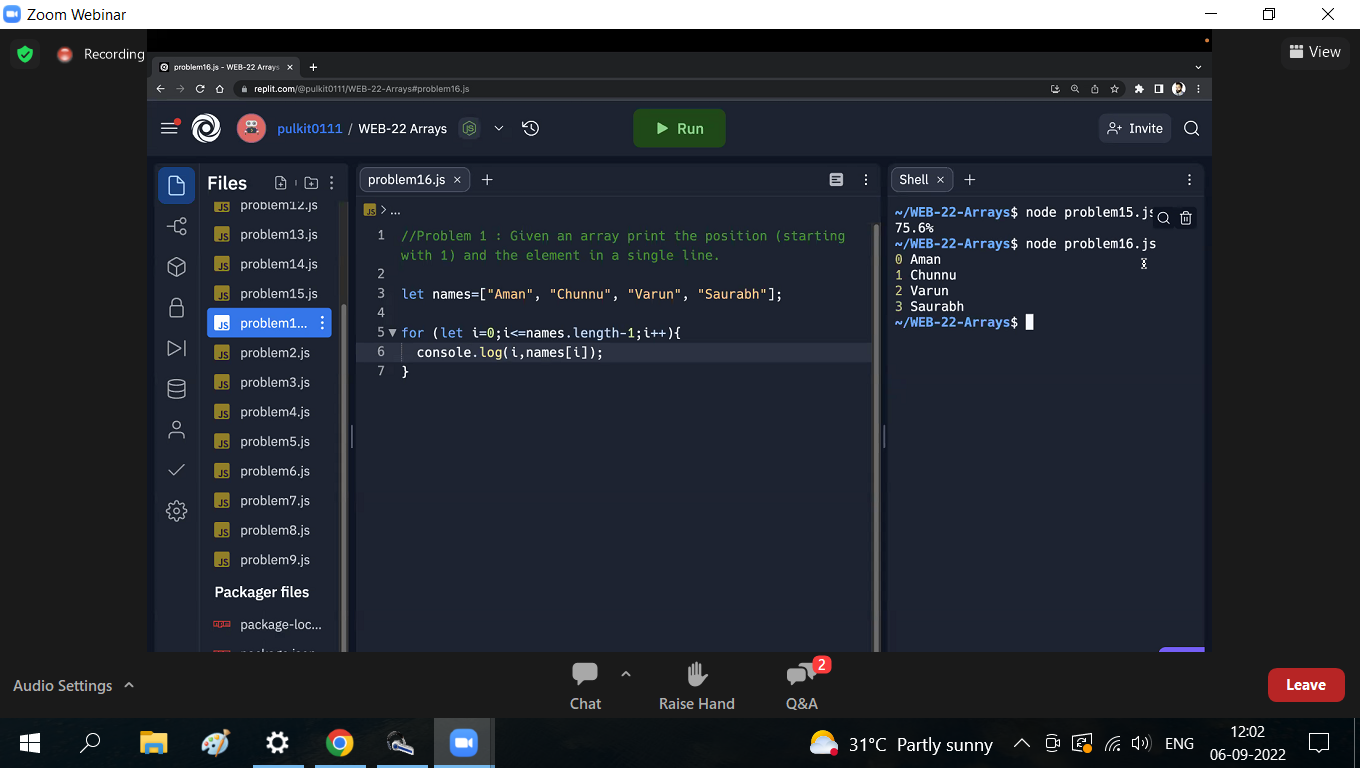 Zoom Webinar
Recording
View
problem16.js - WEB-22 Arrays
replit.com/@pulkit0111/WEB-22-Arrays#problem16.js
pulkit0111 / WEB-22 Arrays
Run
Invite
Files
problem12.js
problem13.js
problem14.js
problem15.js
problem1...
problem2.js
problem3.js
problem4.js
problem5.js
problem6.js
problem7.js
problem8.js
problem9.js
Packager files
package-loc...
problem16.js
JS > ...
1 //Problem 1 : Given an array print the position (starting
with 1) and the element in a single line.
2
3 let names=["Aman", "Chunnu", "Varun", "Saurabh"];
4
5 for (let i=0;i<=names.length-1;i++){
6 console.log(i,names[i]);
7 }
Shell
~/WEB-22-Arrays$ node problem15.js
75.6%
~/WEB-22-Arrays$ node problem16.js
0 Aman
1 Chunnu
2 Varun
3 Saurabh
~/WEB-22-Arrays$
Audio Settings
Chat
Raise Hand
2
Q&A
Leave
31°C Partly sunny
ENG
12:02
06-09-2022